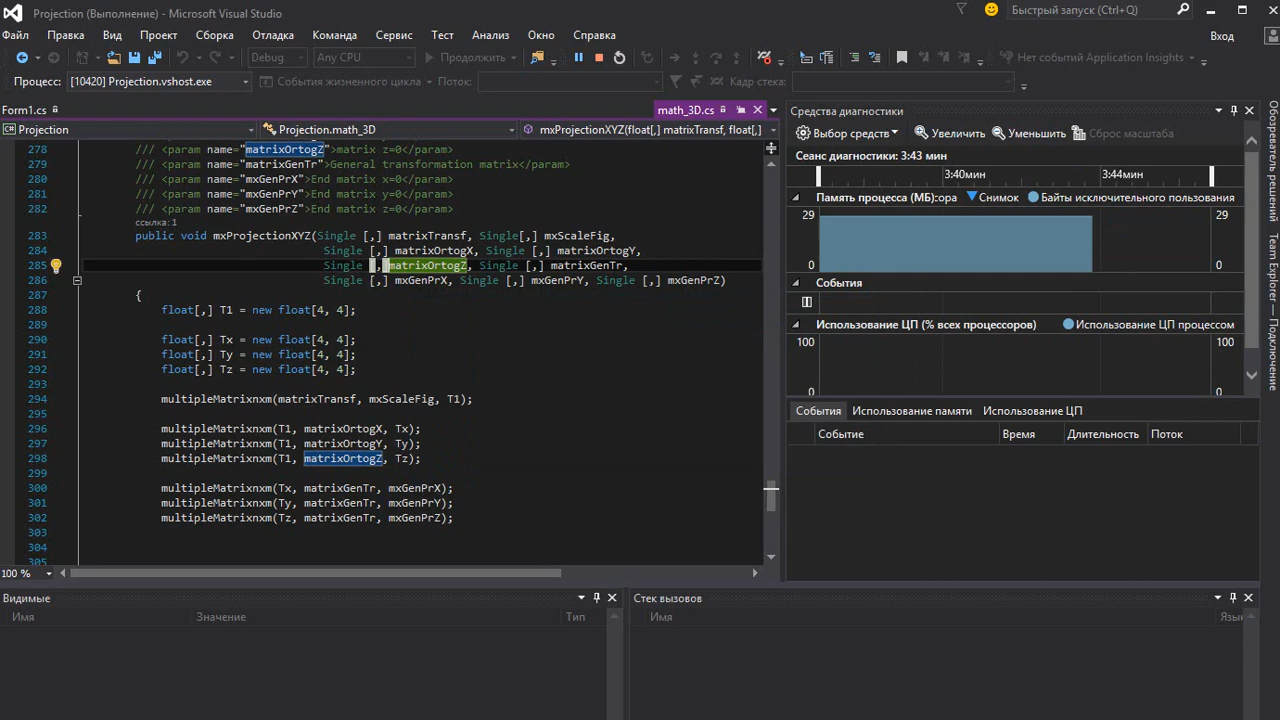 Projection (Выполнение) - Microsoft Visual Studio
Быстрый запуск (Ctrl+Q)
Файл Правка Вид Проект Сборка Отладка Команда Сервис Тест Анализ Окно Справка
Вход
Debug Any CPU Продолжить
Нет событий Application Insights
Процесс: [10420] Projection.vshost.exe События жизненного цикла Поток: Кадр стека:
Form1.cs
math_3D.cs
Projection Projection.math_3D mxProjectionXYZ(float[,] matrixTransf, float[,]
278 /// <param name="matrixOrtogZ">matrix z=0</param>
279 /// <param name="matrixGenTr">General transformation matrix</param>
280 /// <param name="mxGenPrX">End matrix x=0</param>
281 /// <param name="mxGenPrY">End matrix y=0</param>
282 /// <param name="mxGenPrZ">End matrix z=0</param>
ссылка: 1
283 public void mxProjectionXYZ(Single [,] matrixTransf, Single[,] mxScaleFig,
284 Single [,] matrixOrtogX, Single [,] matrixOrtogY,
285 Single [,]matrixOrtogZ, Single [,] matrixGenTr,
286 Single [,] mxGenPrX, Single [,] mxGenPrY, Single [,] mxGenPrZ)
287 {
288 float[,] T1 = new float[4, 4];
289
290 float[,] Tx = new float[4, 4];
291 float[,] Ty = new float[4, 4];
292 float[,] Tz = new float[4, 4];
293
294 multipleMatrixnxm(matrixTransf, mxScaleFig, T1);
295
296 multipleMatrixnxm(T1, matrixOrtogX, Tx);
297 multipleMatrixnxm(T1, matrixOrtogY, Ty);
298 multipleMatrixnxm(T1, matrixOrtogZ, Tz);
299
300 multipleMatrixnxm(Tx, matrixGenTr, mxGenPrX);
301 multipleMatrixnxm(Ty, matrixGenTr, mxGenPrY);
302 multipleMatrixnxm(Tz, matrixGenTr, mxGenPrZ);
303
304
305
100 %
Средства диагностики
Выбор средств Увеличить Уменьшить Сброс масштаба
Сеанс диагностики: 3:43 мин
3:40мин 3:44мин
Память процесса (МБ):сора Снимок Байты исключительного пользования
29 29
0 0
События
Использование ЦП (% всех процессоров) Использование ЦП процессом
100 100
0 0
События Использование памяти Использование ЦП
Событие Время Длительность Поток
Видимые
Имя Значение Тип
Стек вызовов
Имя Язык
Обозреватель решений
Team Explorer — Подключение